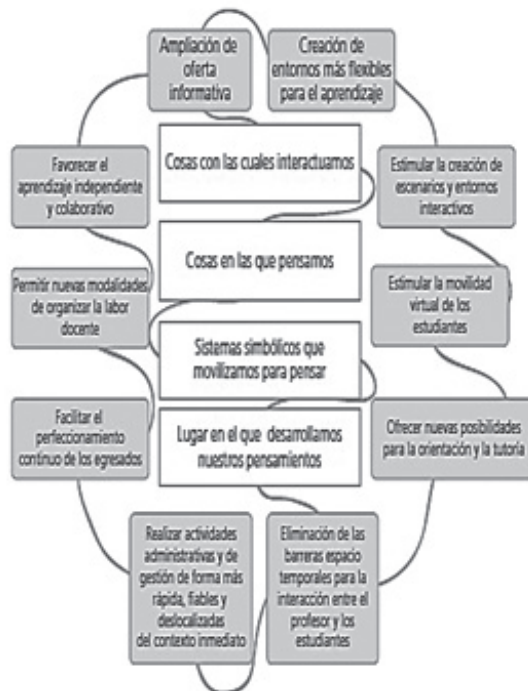 Ampliación de
oferta
informativa
Creación de
entornos más flexibles
para el aprendizaje
Cosas con las cuales interactuamos
Favorecer el
aprendizaje independiente
y colaborativo
Estimular la creación de
escenarios y entornos
interactivos
Cosas en las que pensamos
Permitir nuevas modalidades
de organizar la labor
docente
Estimular la movilidad
virtual de los
estudiantes
Sistemas simbólicos que
movilizamos para pensar
Facilitar el
perfeccionamiento
continuo de los egresados
Lugar en el que desarrollamos
nuestros pensamientos
Ofrecer nuevas posibilidades
para la orientación y la tutoría
Realizar actividades
administrativas y de
gestión de forma más
rápida, fiables y
deslocalizadas
del contexto inmediato
Eliminación de las
barreras espacio
temporales para la
interacción entre el
profesor y los
estudiantes